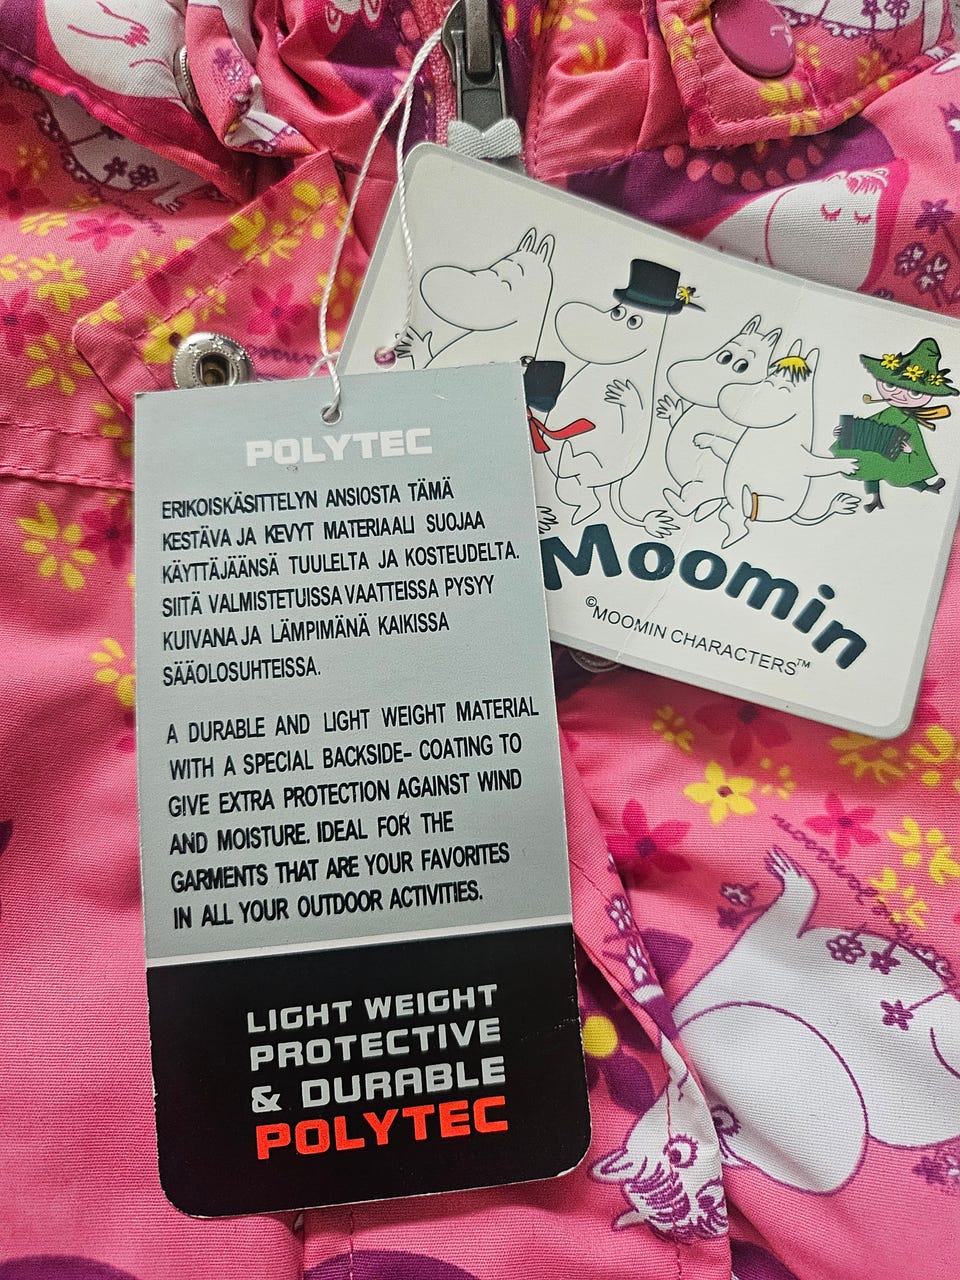 POLYTEC
ERIKOISKÄSITTELYN ANSIOSTA TÄMÄ
KESTÄVÄ JA KEVYT MATERIAALI SUOJAA
KÄYTTÄJÄÄNSÄ TUULELTA JA KOSTEUDELTA.
SIITÄ VALMISTETUISSA VAATTEISSA PYSYY
KUIVANA JA LÄMPIMÄNÄ KAIKISSA
SÄÄOLOSUHTEISSA.
A DURABLE AND LIGHT WEIGHT MATERIAL
WITH A SPECIAL BACKSIDE- COATING TO
GIVE EXTRA PROTECTION AGAINST WIND
AND MOISTURE. IDEAL FOR THE
GARMENTS THAT ARE YOUR FAVORITES
IN ALL YOUR OUTDOOR ACTIVITIES.
LIGHT WEIGHT
PROTECTIVE
& DURABLE
POLYTEC
Moomin
©MOOMIN CHARACTERS™